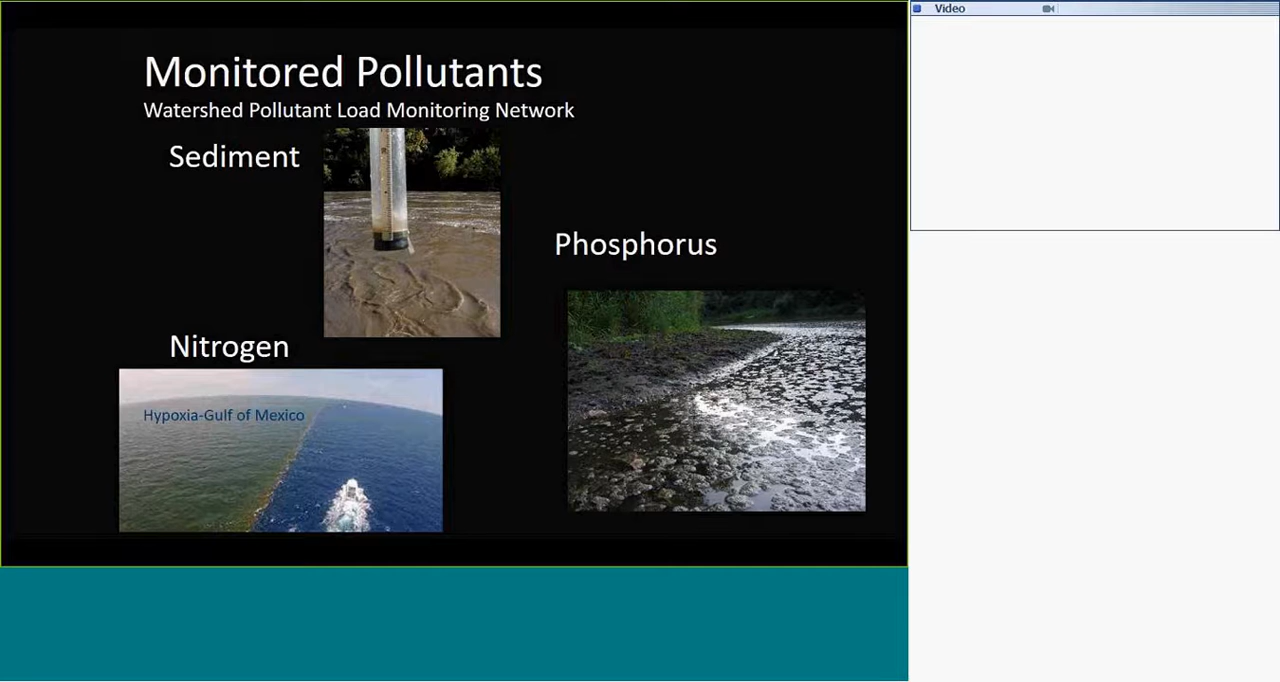 Video
Monitored Pollutants
Watershed Pollutant Load Monitoring Network
Sediment
Phosphorus
Nitrogen
Hypoxia-Gulf of Mexico